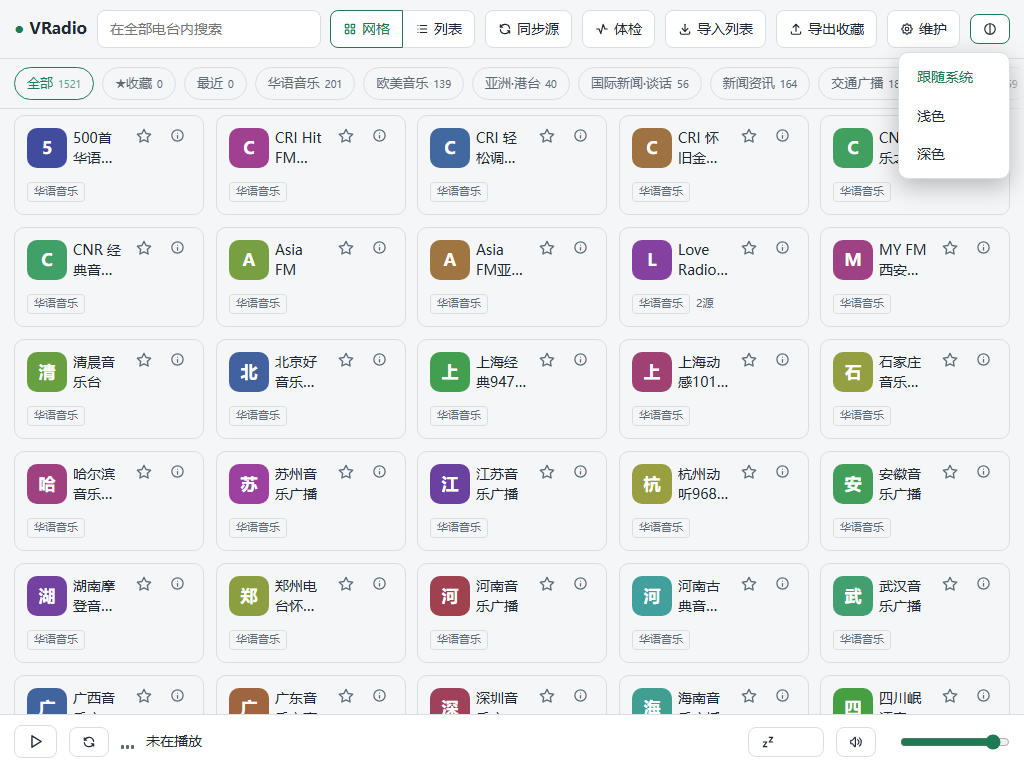 VRadio
在全部电台内搜索
网格
列表
同步源
体检
导入列表
导出收藏
维护
全部 1521
★收藏 0
最近 0
华语音乐 201
欧美音乐 139
亚洲·港台 40
国际新闻·谈话 56
新闻资讯 164
交通广播
跟随系统
浅色
深色
5
500首
华语...
华语音乐
C
CRI Hit
FM...
华语音乐
C
CRI 轻
松调...
华语音乐
C
CRI 怀
旧金...
华语音乐
C
华语音乐
C
CNR 经
典音...
华语音乐
A
Asia
FM
华语音乐
A
Asia
FM亚...
华语音乐
L
Love
Radio...
华语音乐 2源
M
MY FM
西安...
华语音乐
清
清晨音
乐台
华语音乐
北
北京好
音乐...
华语音乐
上
上海经
典947...
华语音乐
上
上海动
感101...
华语音乐
石
石家庄
音乐...
华语音乐
哈
哈尔滨
音乐...
华语音乐
苏
苏州音
乐广播
华语音乐
江
江苏音
乐广播
华语音乐
杭
杭州动
听968...
华语音乐
安
安徽音
乐广播
华语音乐
湖
湖南摩
登音...
华语音乐
郑
郑州电
台怀...
华语音乐
河
河南音
乐广播
华语音乐
河
河南古
典音...
华语音乐
武
武汉音
乐广播
华语音乐
广
广西音
广
广东音
深
深圳音
海
海南音
四
四川岷
...
未在播放
zz